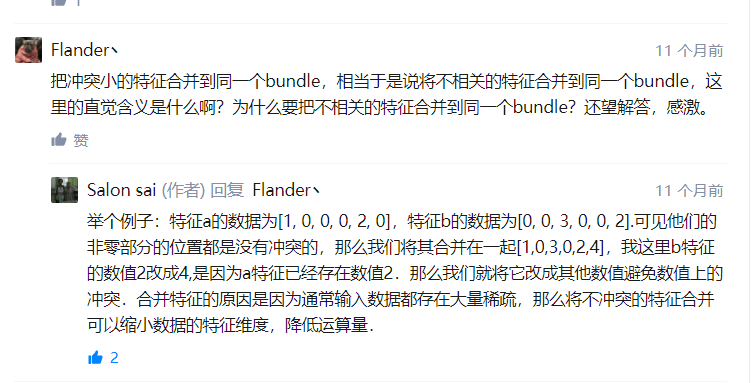 1
Flander丶
11 个月前
把冲突小的特征合并到同一个bundle，相当于是说将不相关的特征合并到同一个bundle，这
里的直觉含义是什么啊？为什么要把不相关的特征合并到同一个bundle？还望解答，感激。
赞
Salon sai (作者) 回复 Flander丶
11 个月前
举个例子：特征a的数据为[1, 0, 0, 0, 2, 0]，特征b的数据为[0, 0, 3, 0, 0, 2].可见他们的
非零部分的位置都是没有冲突的，那么我们将其合并在一起[1,0,3,0,2,4]，我这里b特征
的数值2改成4,是因为a特征已经存在数值2．那么我们就将它改成其他数值避免数值上的
冲突．合并特征的原因是因为通常输入数据都存在大量稀疏，那么将不冲突的特征合并
可以缩小数据的特征维度，降低运算量．
2